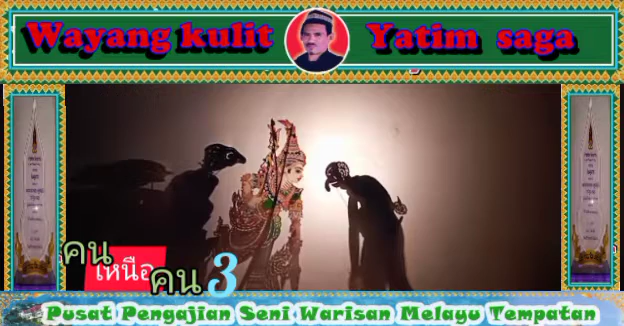 Wayang kulit Yatim saga
คน
เหนือ
คน 3
Pusat Pengajian Seni Warisan Melayu Tempatan